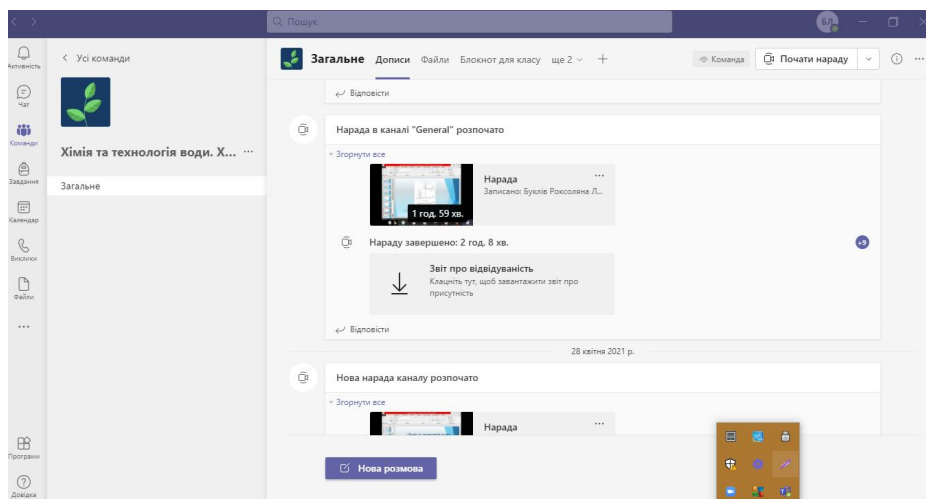 Пошук
БЛ
Активність
Чат
Команди
Завдання
Календар
Виклики
Файли
Програми
Довідка
Усі команди
Хімія та технологія води. Х... ...
Загальне
Загальне Дописи Файли Блокнот для класу ще 2
Команда
Почати нараду
Відповісти
Нарада в каналі "General" розпочато
Згорнути все
1 год. 59 хв.
Нарада
Записано: Буклів Роксоляна Л...
Нараду завершено: 2 год. 8 хв.
+9
Звіт про відвідуваність
Клацніть тут, щоб завантажити звіт про
присутність
Відповісти
28 квітня 2021 р.
Нова нарада каналу розпочато
Згорнути все
Нарада
Нова розмова